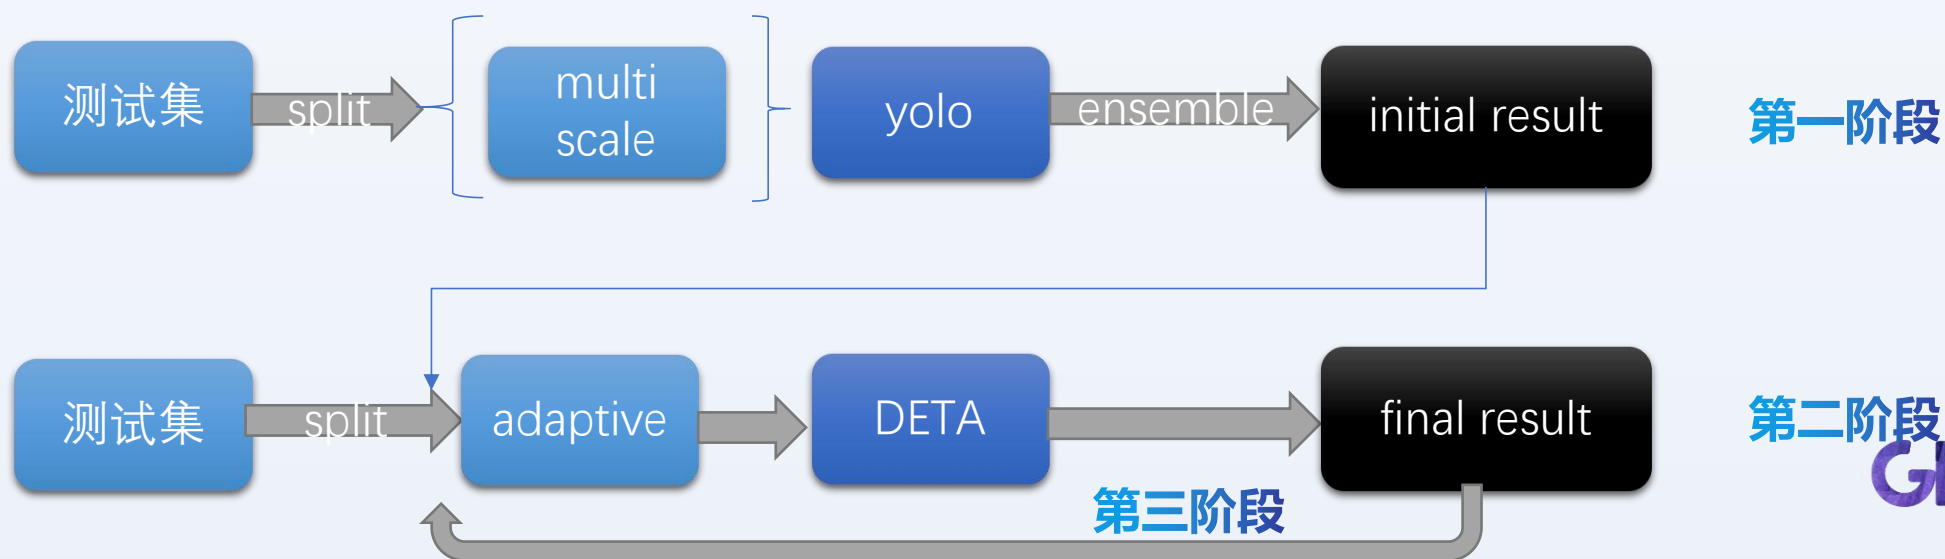 测试集
split
multi
scale
yolo
ensemble
initial result
第一阶段
测试集
split
adaptive
DETA
final result
第二阶段
第三阶段